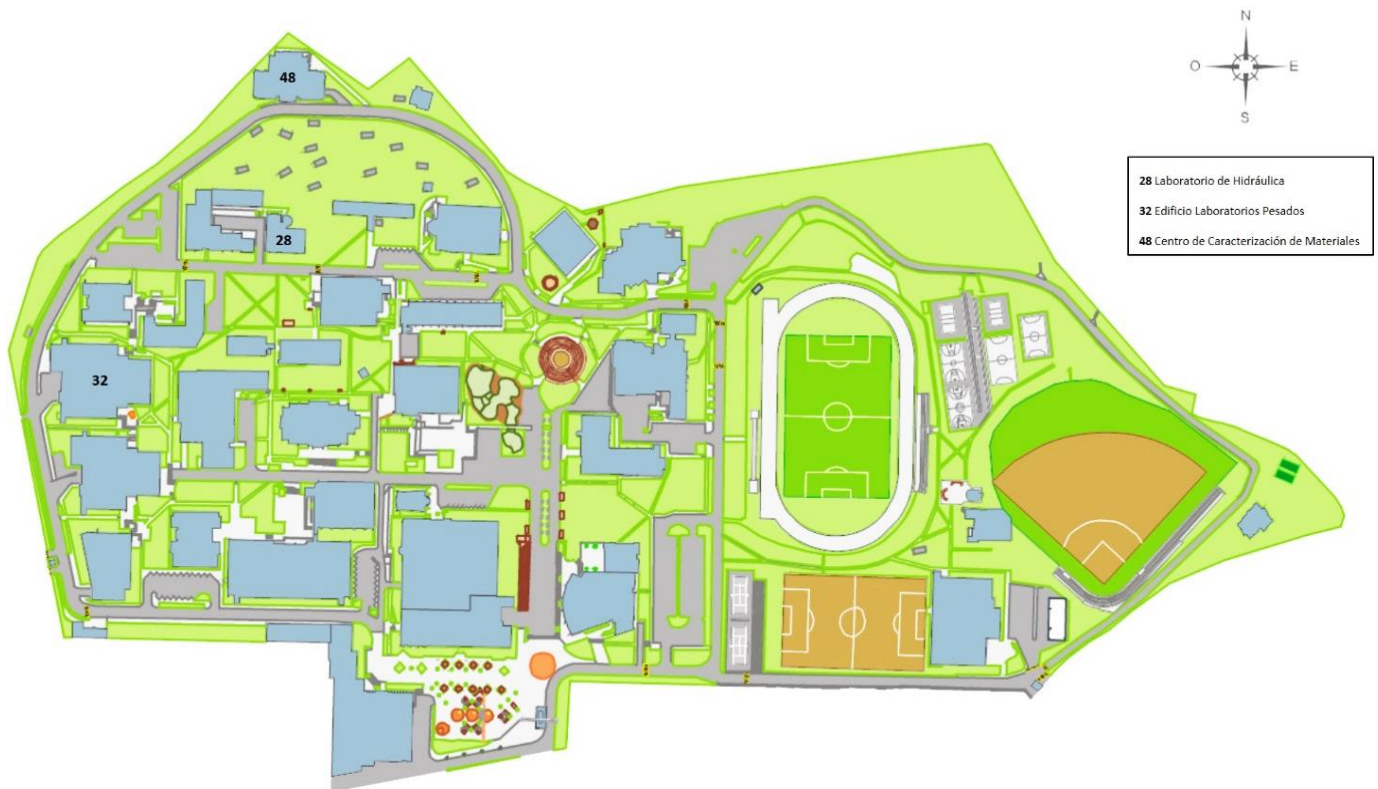 N
O E
S
48
28 Laboratorio de Hidráulica
32 Edificio Laboratorios Pesados
48 Centro de Caracterización de Materiales
28
32